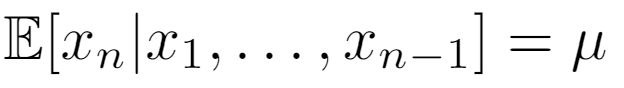 𝔼[xₙ|x₁, . . . , xₙ₋₁] = μ